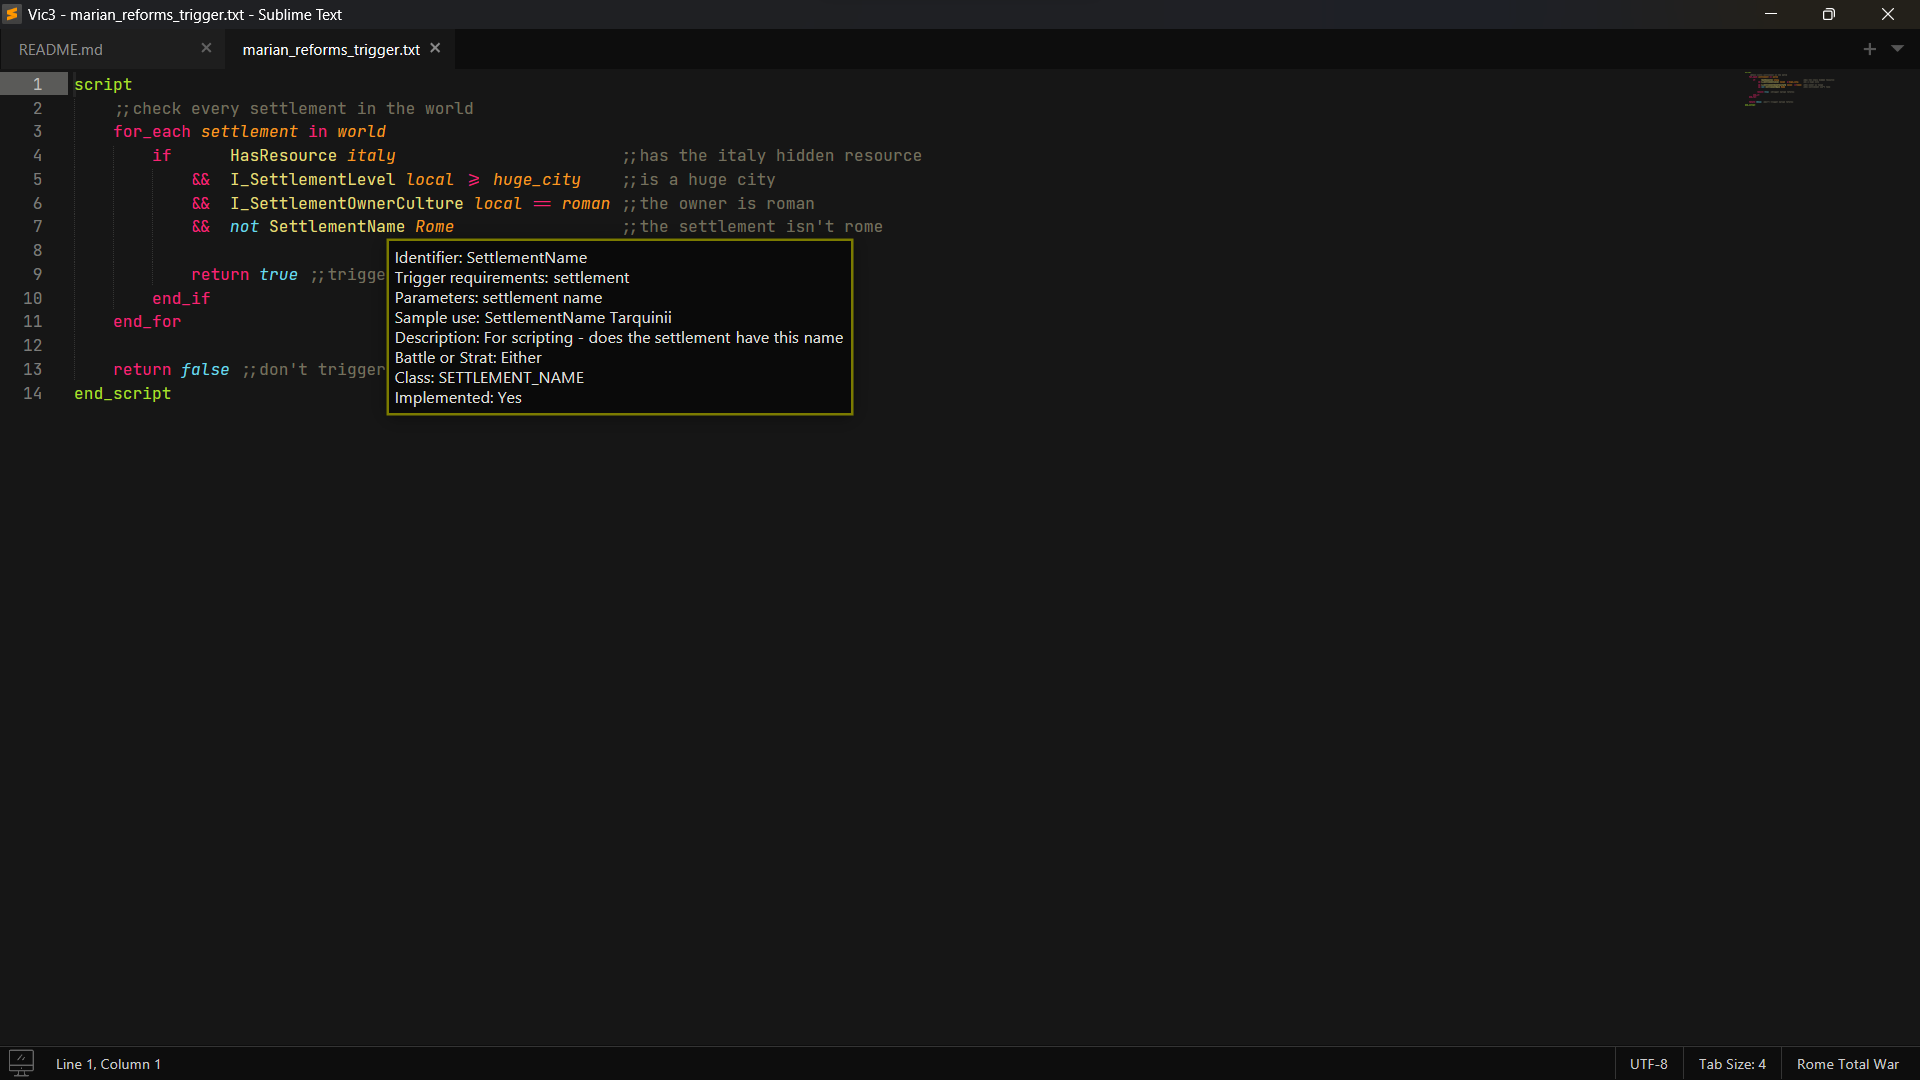 Vic3 - marian_reforms_trigger.txt - Sublime Text
README.md
marian_reforms_trigger.txt
1 script
2 ;;check every settlement in the world
3 for_each settlement in world
4 if HasResource italy ;;has the italy hidden resource
5 && I_SettlementLevel local >= huge_city ;;is a huge city
6 && I_SettlementOwnerCulture local == roman ;;the owner is roman
7 && not SettlementName Rome ;;the settlement isn't rome
8
9 return true ;;trigge
10 end_if
11 end_for
12
13 return false ;;don't trigger
14 end_script
Identifier: SettlementName
Trigger requirements: settlement
Parameters: settlement name
Sample use: SettlementName Tarquinii
Description: For scripting - does the settlement have this name
Battle or Strat: Either
Class: SETTLEMENT_NAME
Implemented: Yes
Line 1, Column 1
UTF-8
Tab Size: 4
Rome Total War